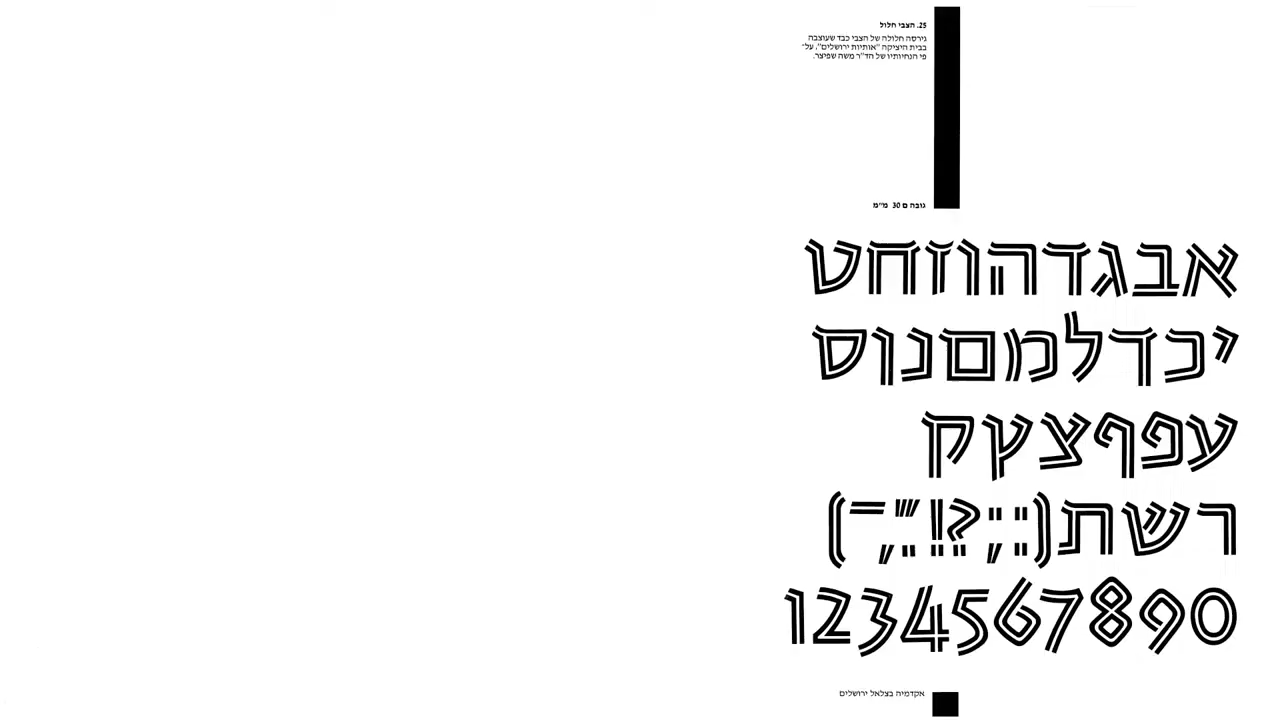 25. הצבי חלול
גירסה חלולה של הצבי כבד שעוצבה
בבית היציקה "אותיות ירושלים", על־
פי הנחיותיו של הד"ר משה שפיצר.
גובה ם 30 מ״מ
אבגדהוזחט
יכךלמםנןס
עפףצץק
רשת(:;?!"',־)
1234567890
אקדמיה בצלאל ירושלים